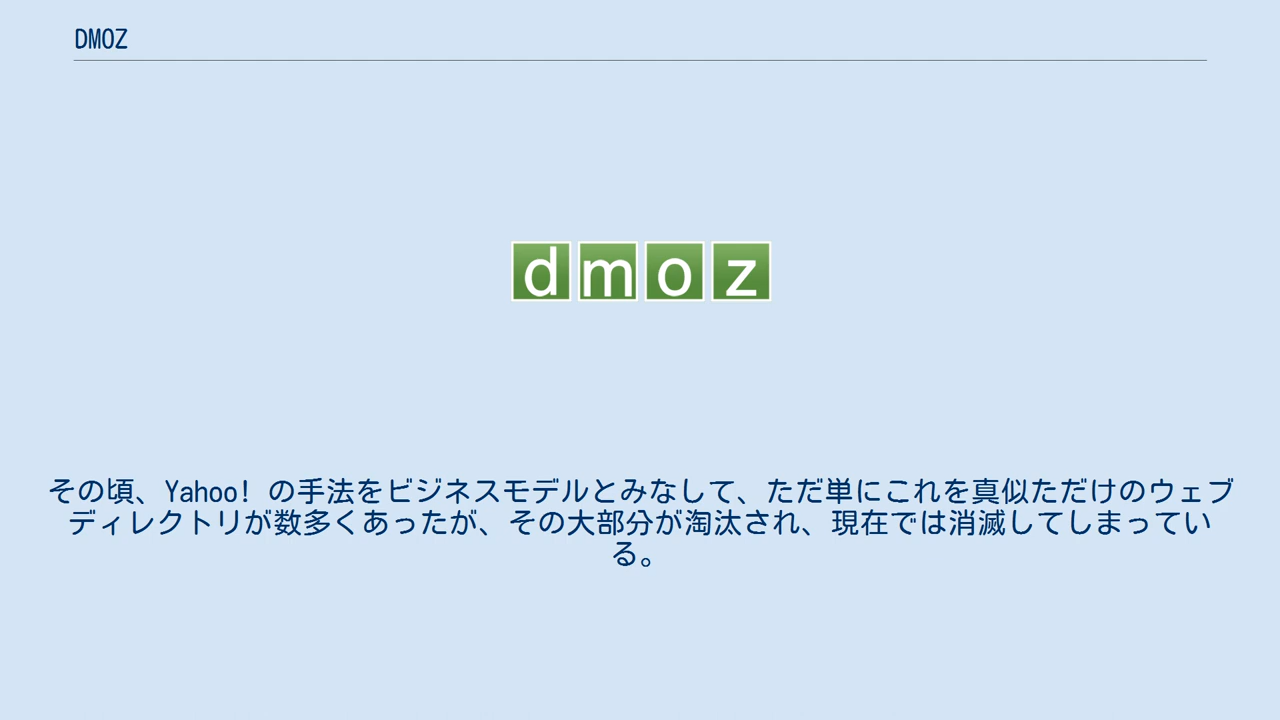 DMOZ
dmoz
その頃、Yahoo! の手法をビジネスモデルとみなして、ただ単にこれを真似ただけのウェブ
ディレクトリが数多くあったが、その大部分が淘汰され、現在では消滅してしまってい
る。